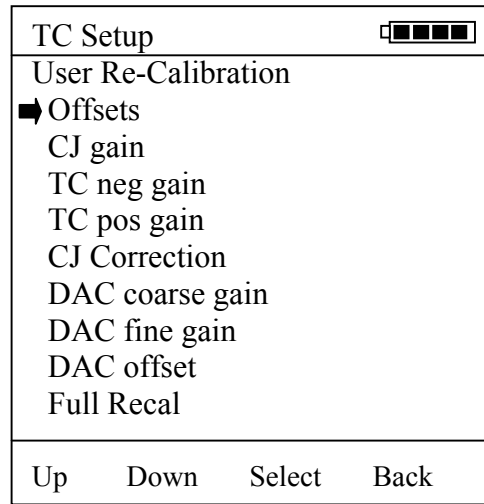 TC Setup
User Re-Calibration
Offsets
CJ gain
TC neg gain
TC pos gain
CJ Correction
DAC coarse gain
DAC fine gain
DAC offset
Full Recal
Up Down Select Back